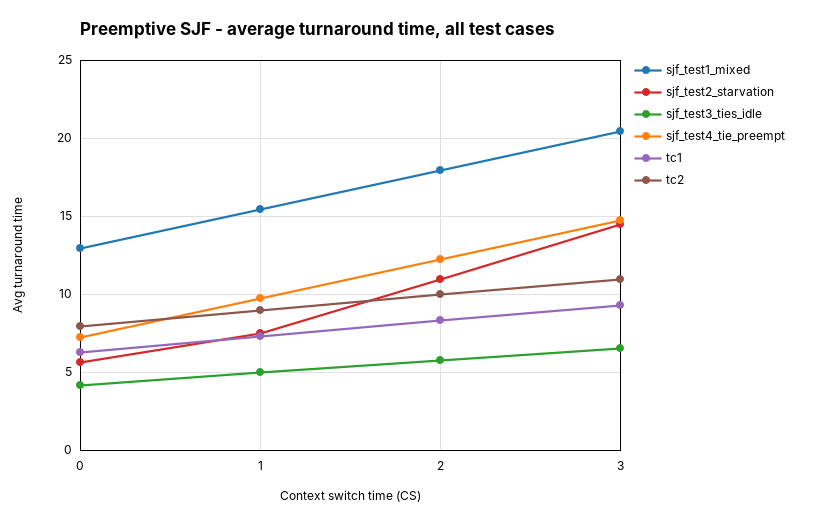 Preemptive SJF - average turnaround time, all test cases
25
20
15
10
5
0
0
1
2
3
Avg turnaround time
Context switch time (CS)
sjf_test1_mixed
sjf_test2_starvation
sjf_test3_ties_idle
sjf_test4_tie_preempt
tc1
tc2